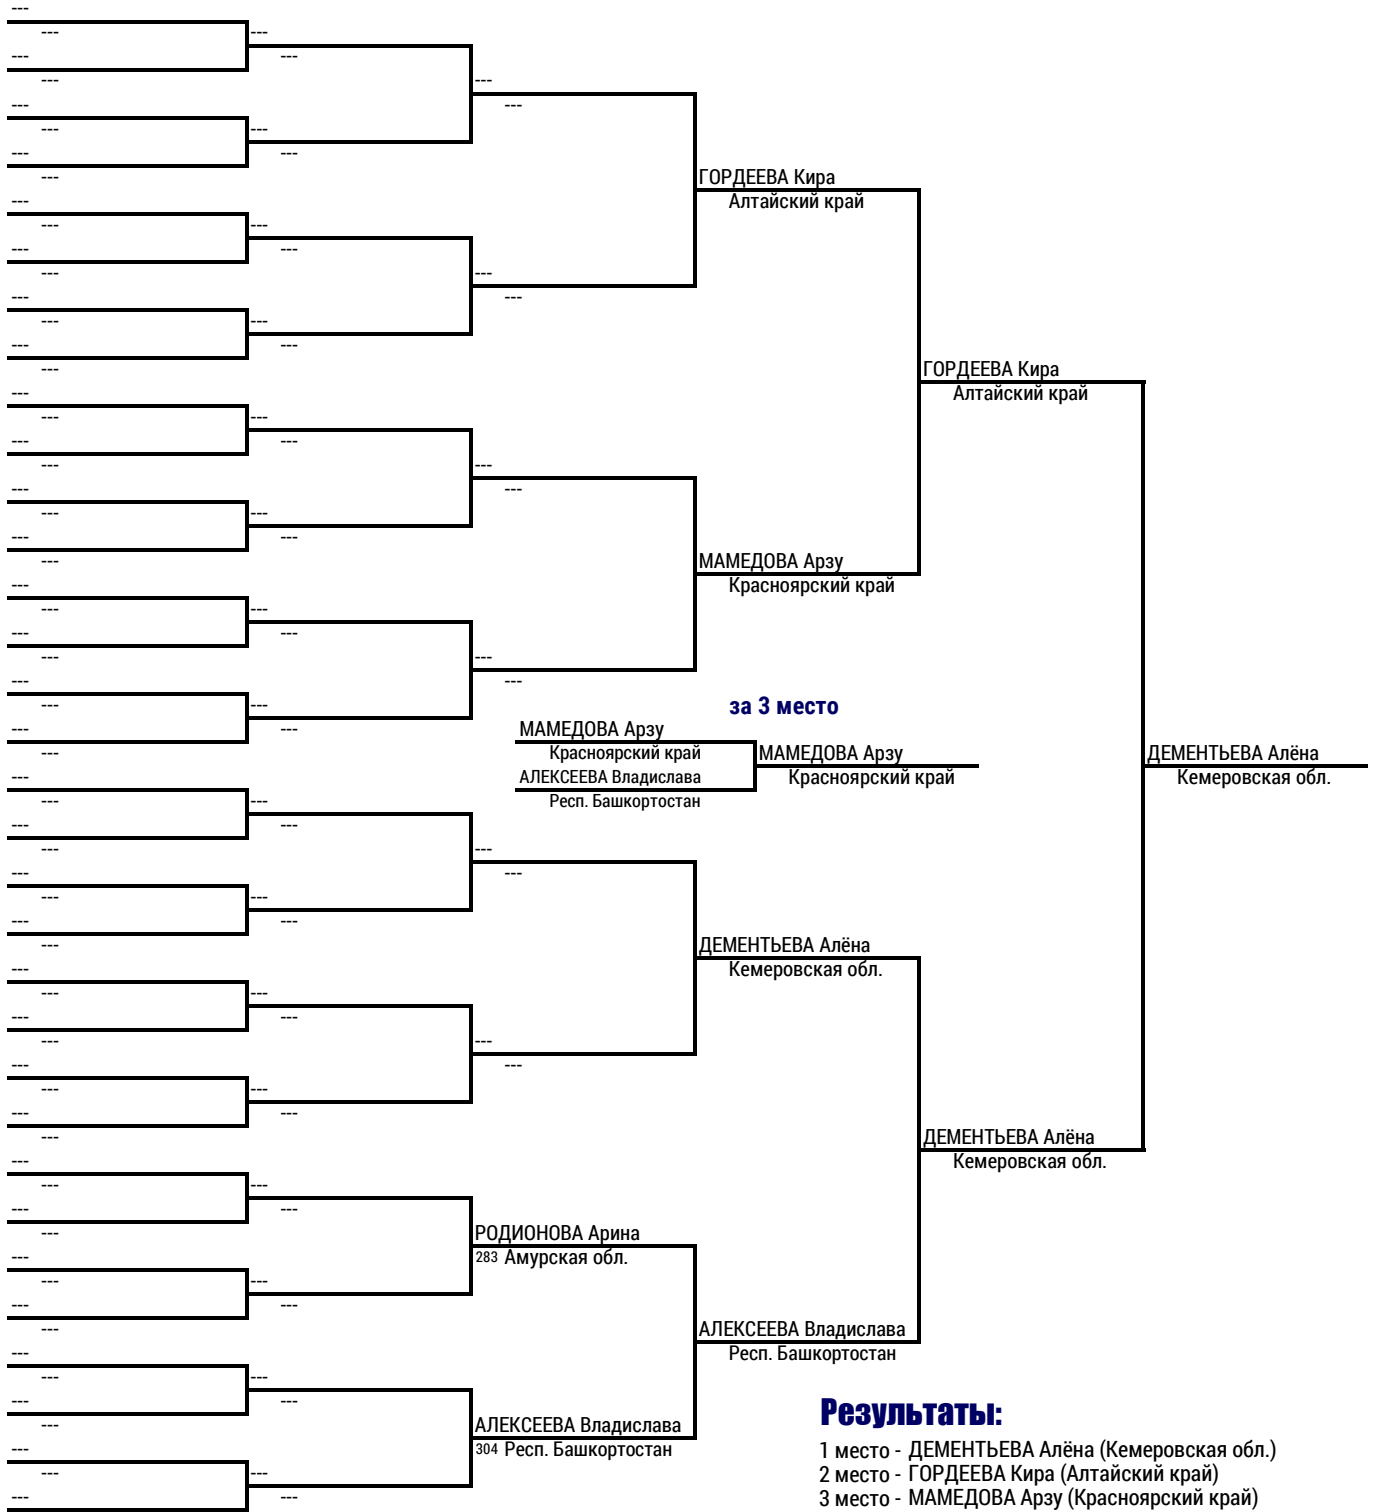 ---
--- ---
--- ---
--- ---
--- ---
--- ---
--- ---
--- ГОРДЕЕВА Кира
--- Алтайский край
--- ---
--- ---
--- ---
--- ---
--- ---
--- ---
--- ГОРДЕЕВА Кира
--- Алтайский край
--- ---
--- ---
--- ---
--- ---
--- ---
--- ---
--- МАМЕДОВА Арзу
--- Красноярский край
--- ---
--- ---
--- ---
--- ---
--- --- за 3 место
--- --- МАМЕДОВА Арзу
--- Красноярский край МАМЕДОВА Арзу ДЕМЕНТЬЕВА Алёна
--- АЛЕКСЕЕВА Владислава Красноярский край Кемеровская обл.
--- --- Респ. Башкортостан
--- ---
--- ---
--- ---
--- ---
--- ---
--- ДЕМЕНТЬЕВА Алёна
--- Кемеровская обл.
--- ---
--- ---
--- ---
--- ---
--- ---
--- ---
--- ДЕМЕНТЬЕВА Алёна
--- Кемеровская обл.
--- ---
--- ---
--- РОДИОНОВА Арина
--- 283 Амурская обл.
--- ---
--- ---
--- АЛЕКСЕЕВА Владислава
--- Респ. Башкортостан
--- ---
--- --- Результаты:
--- АЛЕКСЕЕВА Владислава
--- 304 Респ. Башкортостан 1 место - ДЕМЕНТЬЕВА Алёна (Кемеровская обл.)
--- --- 2 место - ГОРДЕЕВА Кира (Алтайский край)
--- --- 3 место - МАМЕДОВА Арзу (Красноярский край)